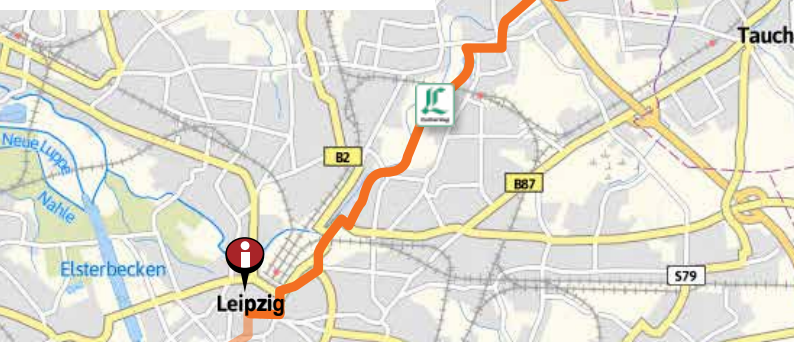 Tauch
L
Neue Luppe
B2
B87
Nahle
Elsterbecken
S79
i
Leipzig